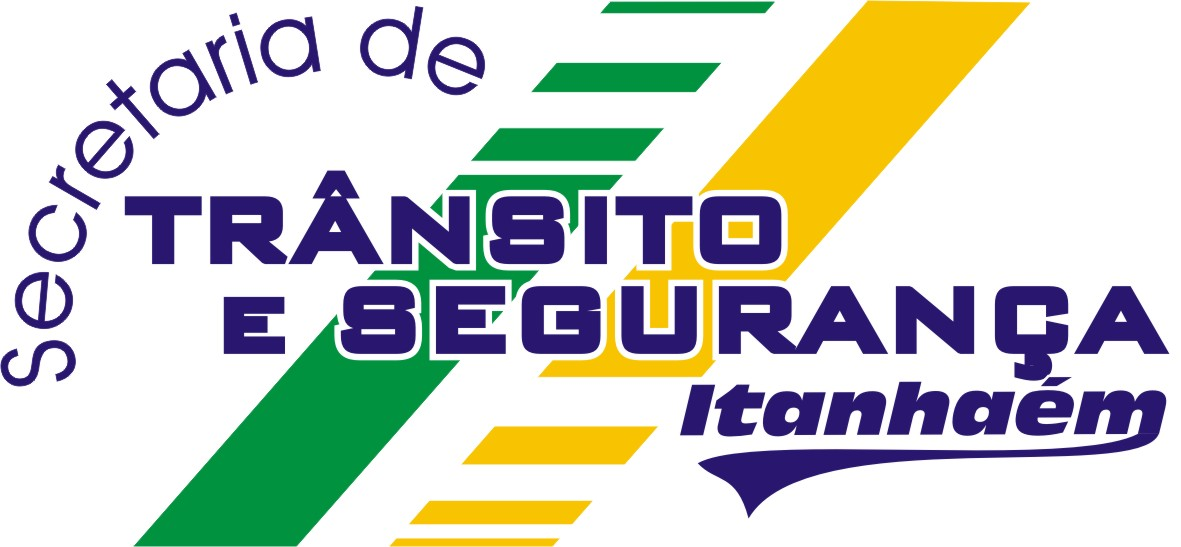 Secretaria de
TRÂNSITO
E SEGURANÇA
Itanhaém